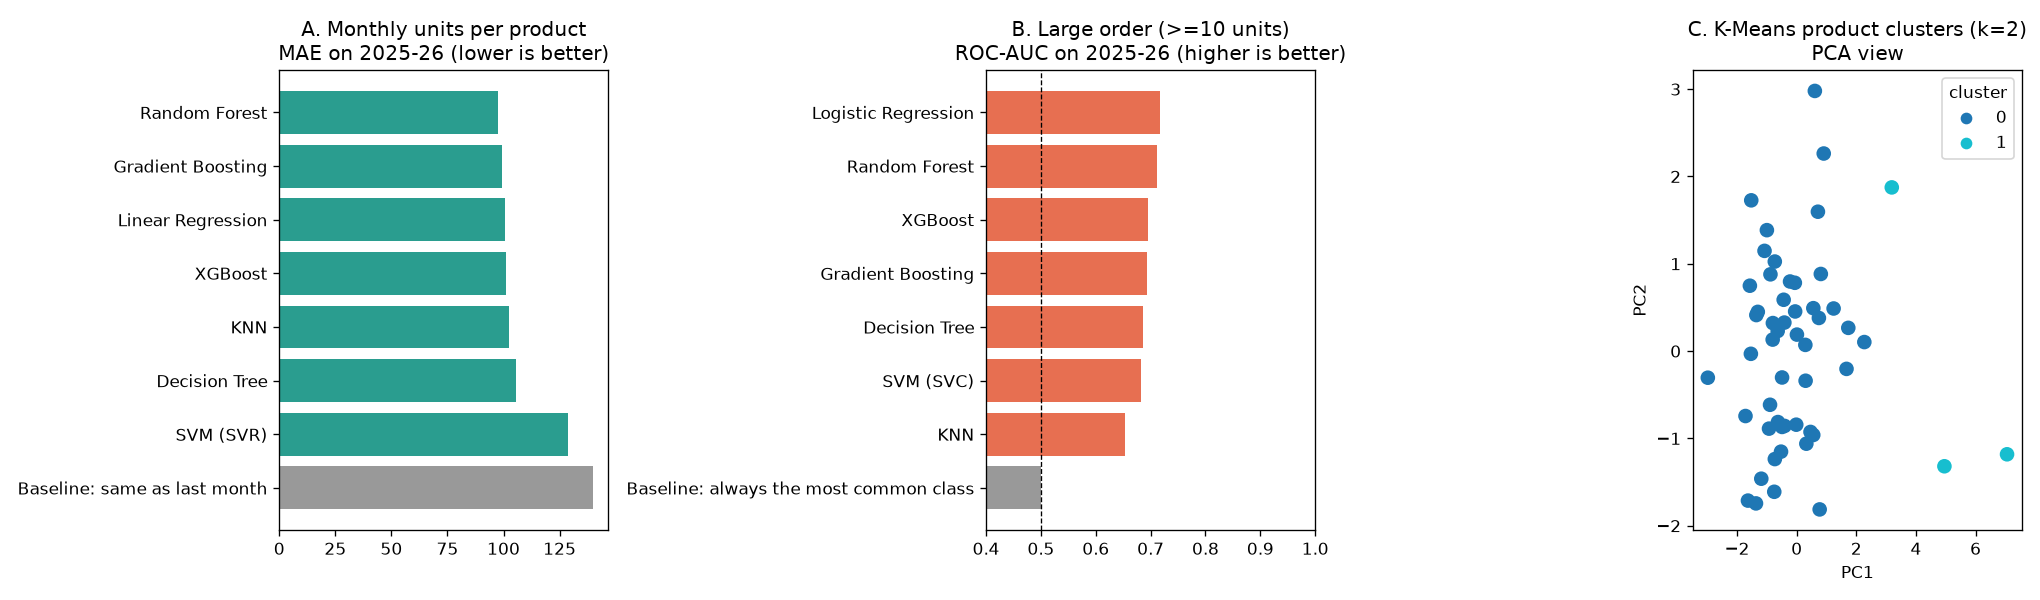 A. Monthly units per product
MAE on 2025-26 (lower is better)
Random Forest
Gradient Boosting
Linear Regression
XGBoost
KNN
Decision Tree
SVM (SVR)
Baseline: same as last month
0 25 50 75 100 125
B. Large order (>=10 units)
ROC-AUC on 2025-26 (higher is better)
Logistic Regression
Random Forest
XGBoost
Gradient Boosting
Decision Tree
SVM (SVC)
KNN
Baseline: always the most common class
0.4 0.5 0.6 0.7 0.8 0.9 1.0
C. K-Means product clusters (k=2)
PCA view
cluster
0
1
PC2
3
2
1
0
−1
−2
−2 0 2 4 6
PC1